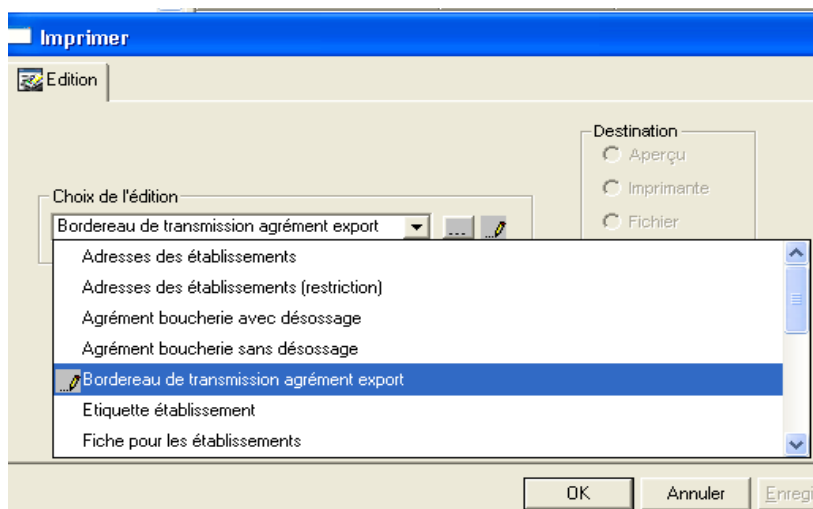 Imprimer
Edition
Destination
Aperçu
Imprimante
Fichier
Choix de l'édition
Bordereau de transmission agrément export
...
Adresses des établissements
Adresses des établissements (restriction)
Agrément boucherie avec désossage
Agrément boucherie sans désossage
Bordereau de transmission agrément export
Etiquette établissement
Fiche pour les établissements
OK
Annuler
Enregi